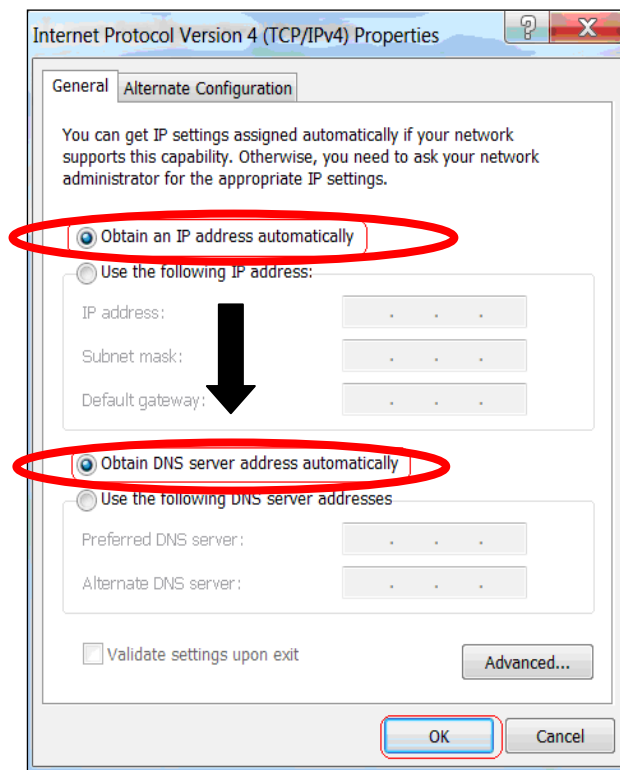 Internet Protocol Version 4 (TCP/IPv4) Properties
General
Alternate Configuration
You can get IP settings assigned automatically if your network
supports this capability. Otherwise, you need to ask your network
administrator for the appropriate IP settings.
Obtain an IP address automatically
Use the following IP address:
IP address:
Subnet mask:
Default gateway:
Obtain DNS server address automatically
Use the following DNS server addresses
Preferred DNS server:
Alternate DNS server:
Validate settings upon exit
Advanced...
OK
Cancel